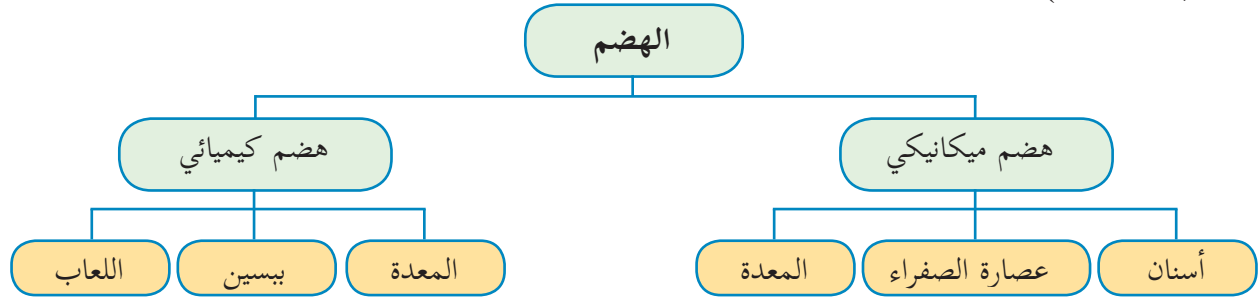 الهضم
هضم ميكانيكي
هضم كيميائي
أسنان
عصارة الصفراء
المعدة
المعدة
ببسين
اللعاب